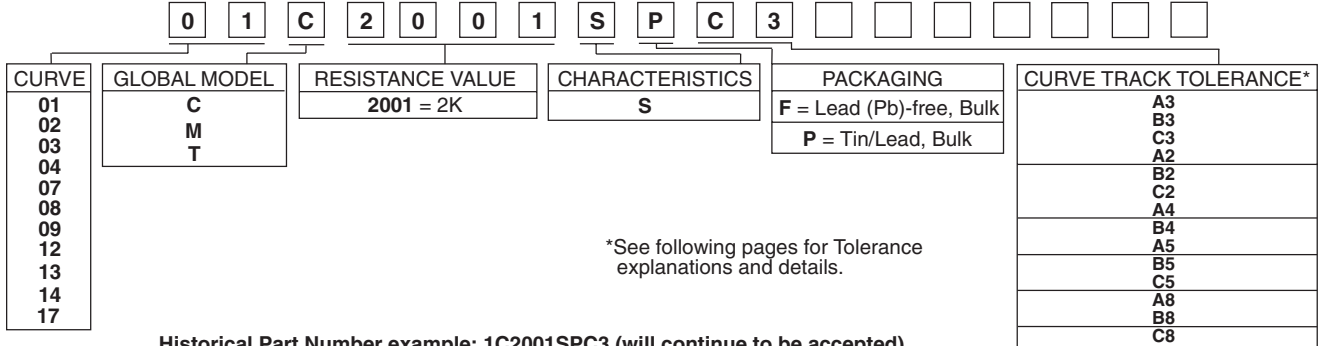 0 1 C 2 0 0 1 S P C 3
CURVE
01
02
03
04
07
08
09
12
13
14
17
GLOBAL MODEL
C
M
T
RESISTANCE VALUE
2001 = 2K
CHARACTERISTICS
S
PACKAGING
F = Lead (Pb)-free, Bulk
P = Tin/Lead, Bulk
CURVE TRACK TOLERANCE*
A3
B3
C3
A2
B2
C2
A4
B4
A5
B5
C5
A8
B8
C8
*See following pages for Tolerance
explanations and details.
Historical Part Number example: 1C2001SPC3 (will continue to be accepted)